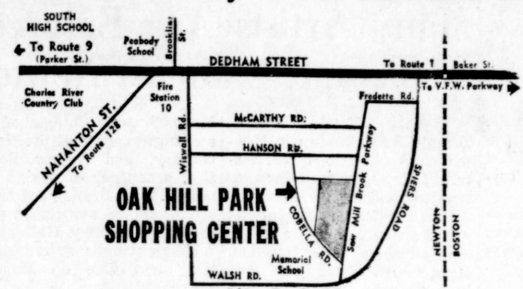 SOUTH
HIGH SCHOOL
To Route 9
(Parker St.)
Peabody
School
Brookline
St.
DEDHAM STREET
To Route 1
Baker St.
To V.F.W. Parkway
Charles River
Country Club
Fire
Station
10
Fredette Rd.
NAHANTON ST.
To Route 128
Wiswall Rd.
McCARTHY RD.
HANSON RD.
Saw Mill Brook Parkway
SPIERS ROAD
OAK HILL PARK
SHOPPING CENTER
CORELLA RD.
Memorial
School
WALSH RD.
NEWTON
BOSTON